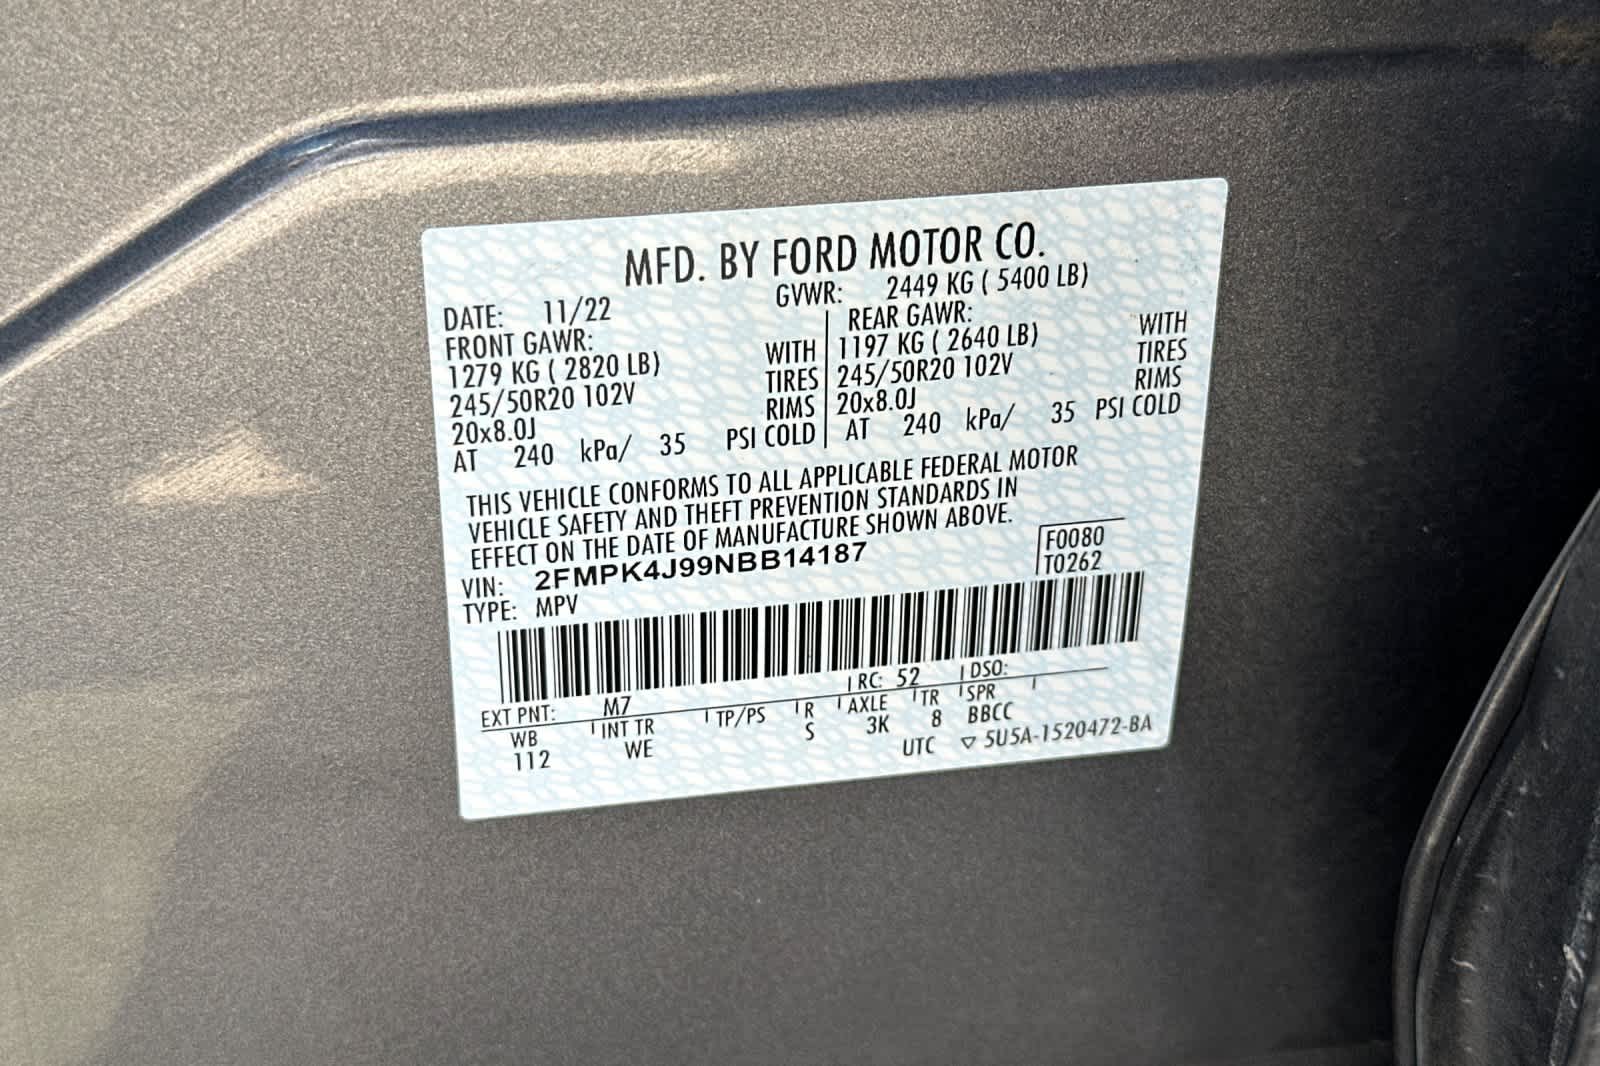 MFD. BY FORD MOTOR CO.
DATE: 11/22 GVWR: 2449 KG ( 5400 LB)
FRONT GAWR: REAR GAWR:
1279 KG ( 2820 LB) WITH 1197 KG ( 2640 LB) WITH
245/50R20 102V TIRES 245/50R20 102V TIRES
20x8.0J RIMS 20x8.0J RIMS
AT 240 kPa/ 35 PSI COLD AT 240 kPa/ 35 PSI COLD
THIS VEHICLE CONFORMS TO ALL APPLICABLE FEDERAL MOTOR
VEHICLE SAFETY AND THEFT PREVENTION STANDARDS IN
EFFECT ON THE DATE OF MANUFACTURE SHOWN ABOVE.
VIN: 2FMPK4J99NBB14187 F0080
TYPE: MPV T0262
EXT PNT: M7 RC: 52 DSO:
WB INT TR TP/PS R AXLE TR SPR
112 WE S 3K 8 BBCC
UTC ▽ 5U5A-1520472-BA